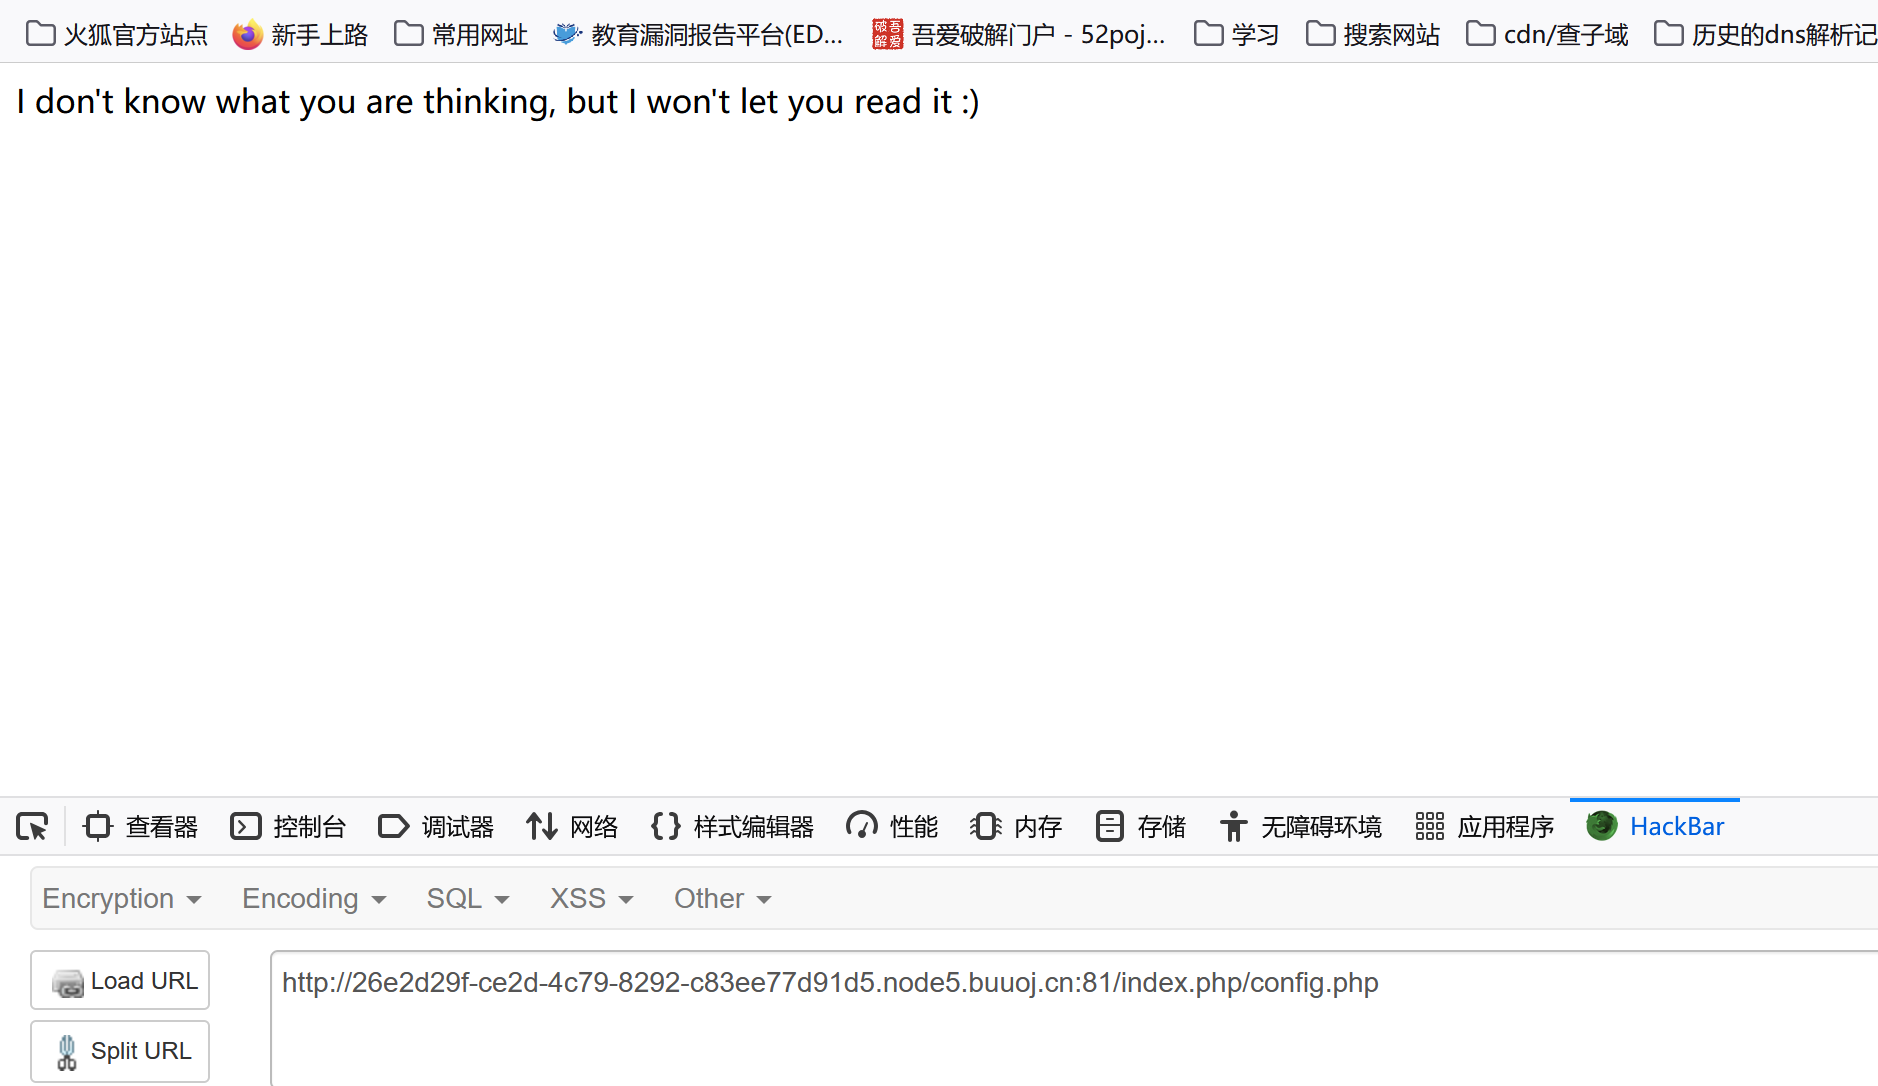 火狐官方站点 新手上路 常用网址 教育漏洞报告平台(ED... 吾爱破解门户 - 52poj... 学习 搜索网站 cdn/查子域 历史的dns解析记
I don't know what you are thinking, but I won't let you read it :)
查看器 控制台 调试器 网络 样式编辑器 性能 内存 存储 无障碍环境 应用程序 HackBar
Encryption Encoding SQL XSS Other
Load URL http://26e2d29f-ce2d-4c79-8292-c83ee77d91d5.node5.buuoj.cn:81/index.php/config.php
Split URL